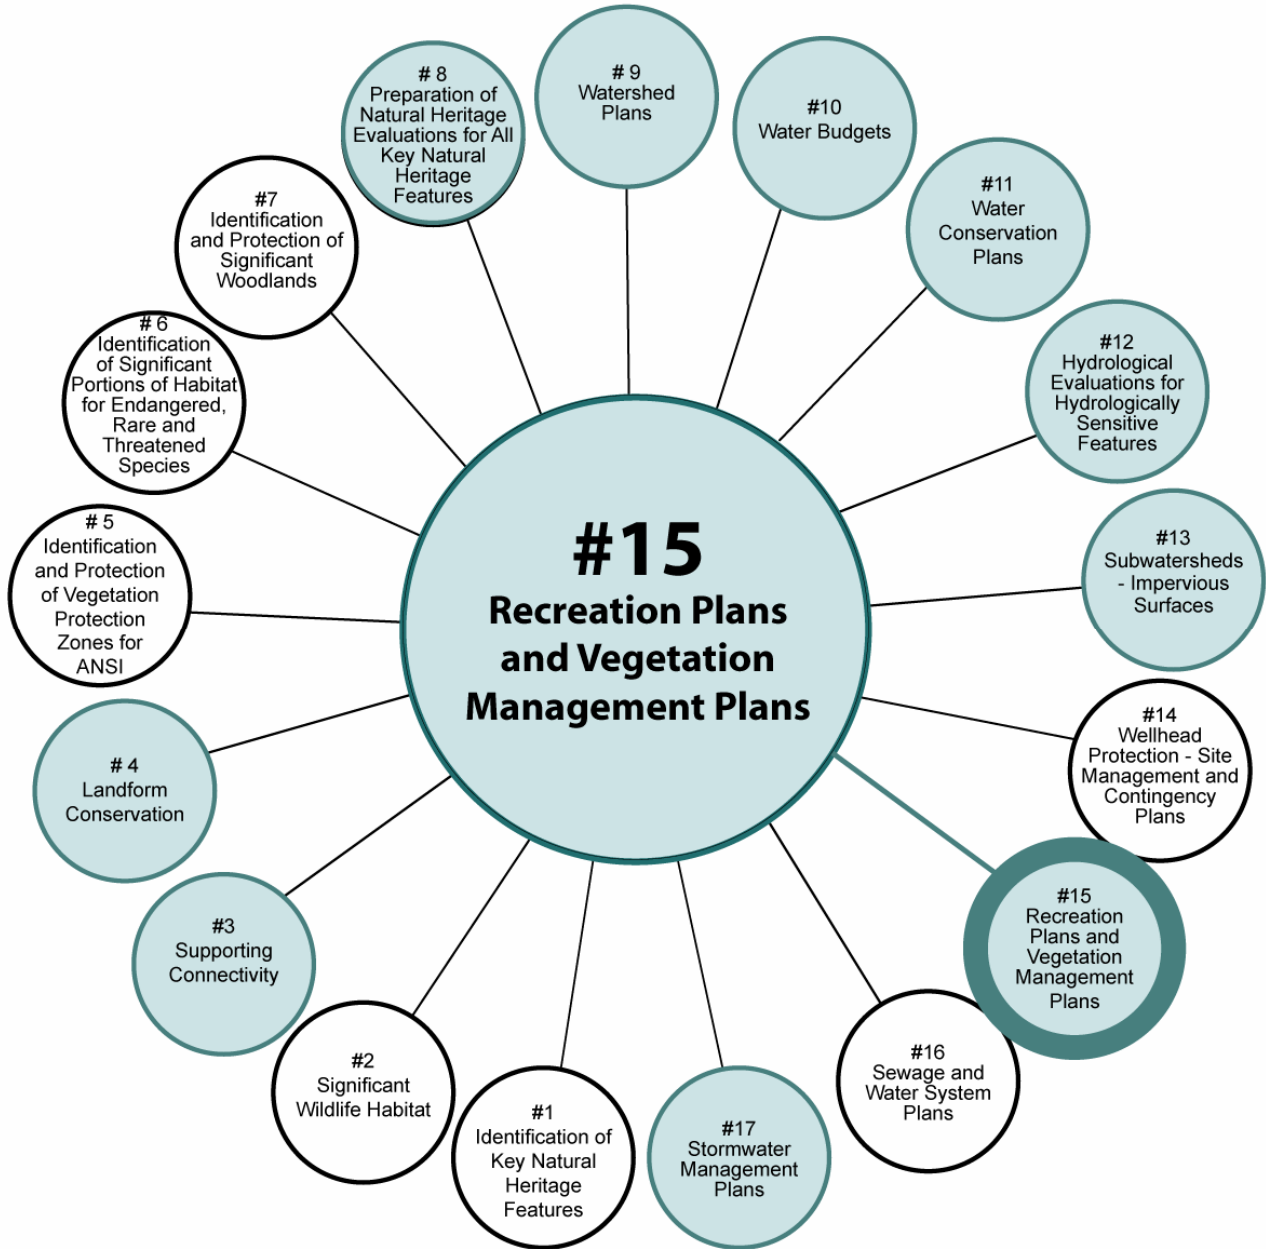 #15
Recreation Plans
and Vegetation
Management Plans
#1
Identification of
Key Natural
Heritage
Features
#2
Significant
Wildlife Habitat
#3
Supporting
Connectivity
# 4
Landform
Conservation
# 5
Identification
and Protection
of Vegetation
Protection
Zones for
ANSI
# 6
Identification
of Significant
Portions of Habitat
for Endangered,
Rare and
Threatened
Species
#7
Identification
and Protection of
Significant
Woodlands
# 8
Preparation of
Natural Heritage
Evaluations for All
Key Natural
Heritage
Features
# 9
Watershed
Plans
#10
Water Budgets
#11
Water
Conservation
Plans
#12
Hydrological
Evaluations for
Hydrologically
Sensitive
Features
#13
Subwatersheds
- Impervious
Surfaces
#14
Wellhead
Protection - Site
Management and
Contingency
Plans
#15
Recreation
Plans and
Vegetation
Management
Plans
#16
Sewage and
Water System
Plans
#17
Stormwater
Management
Plans